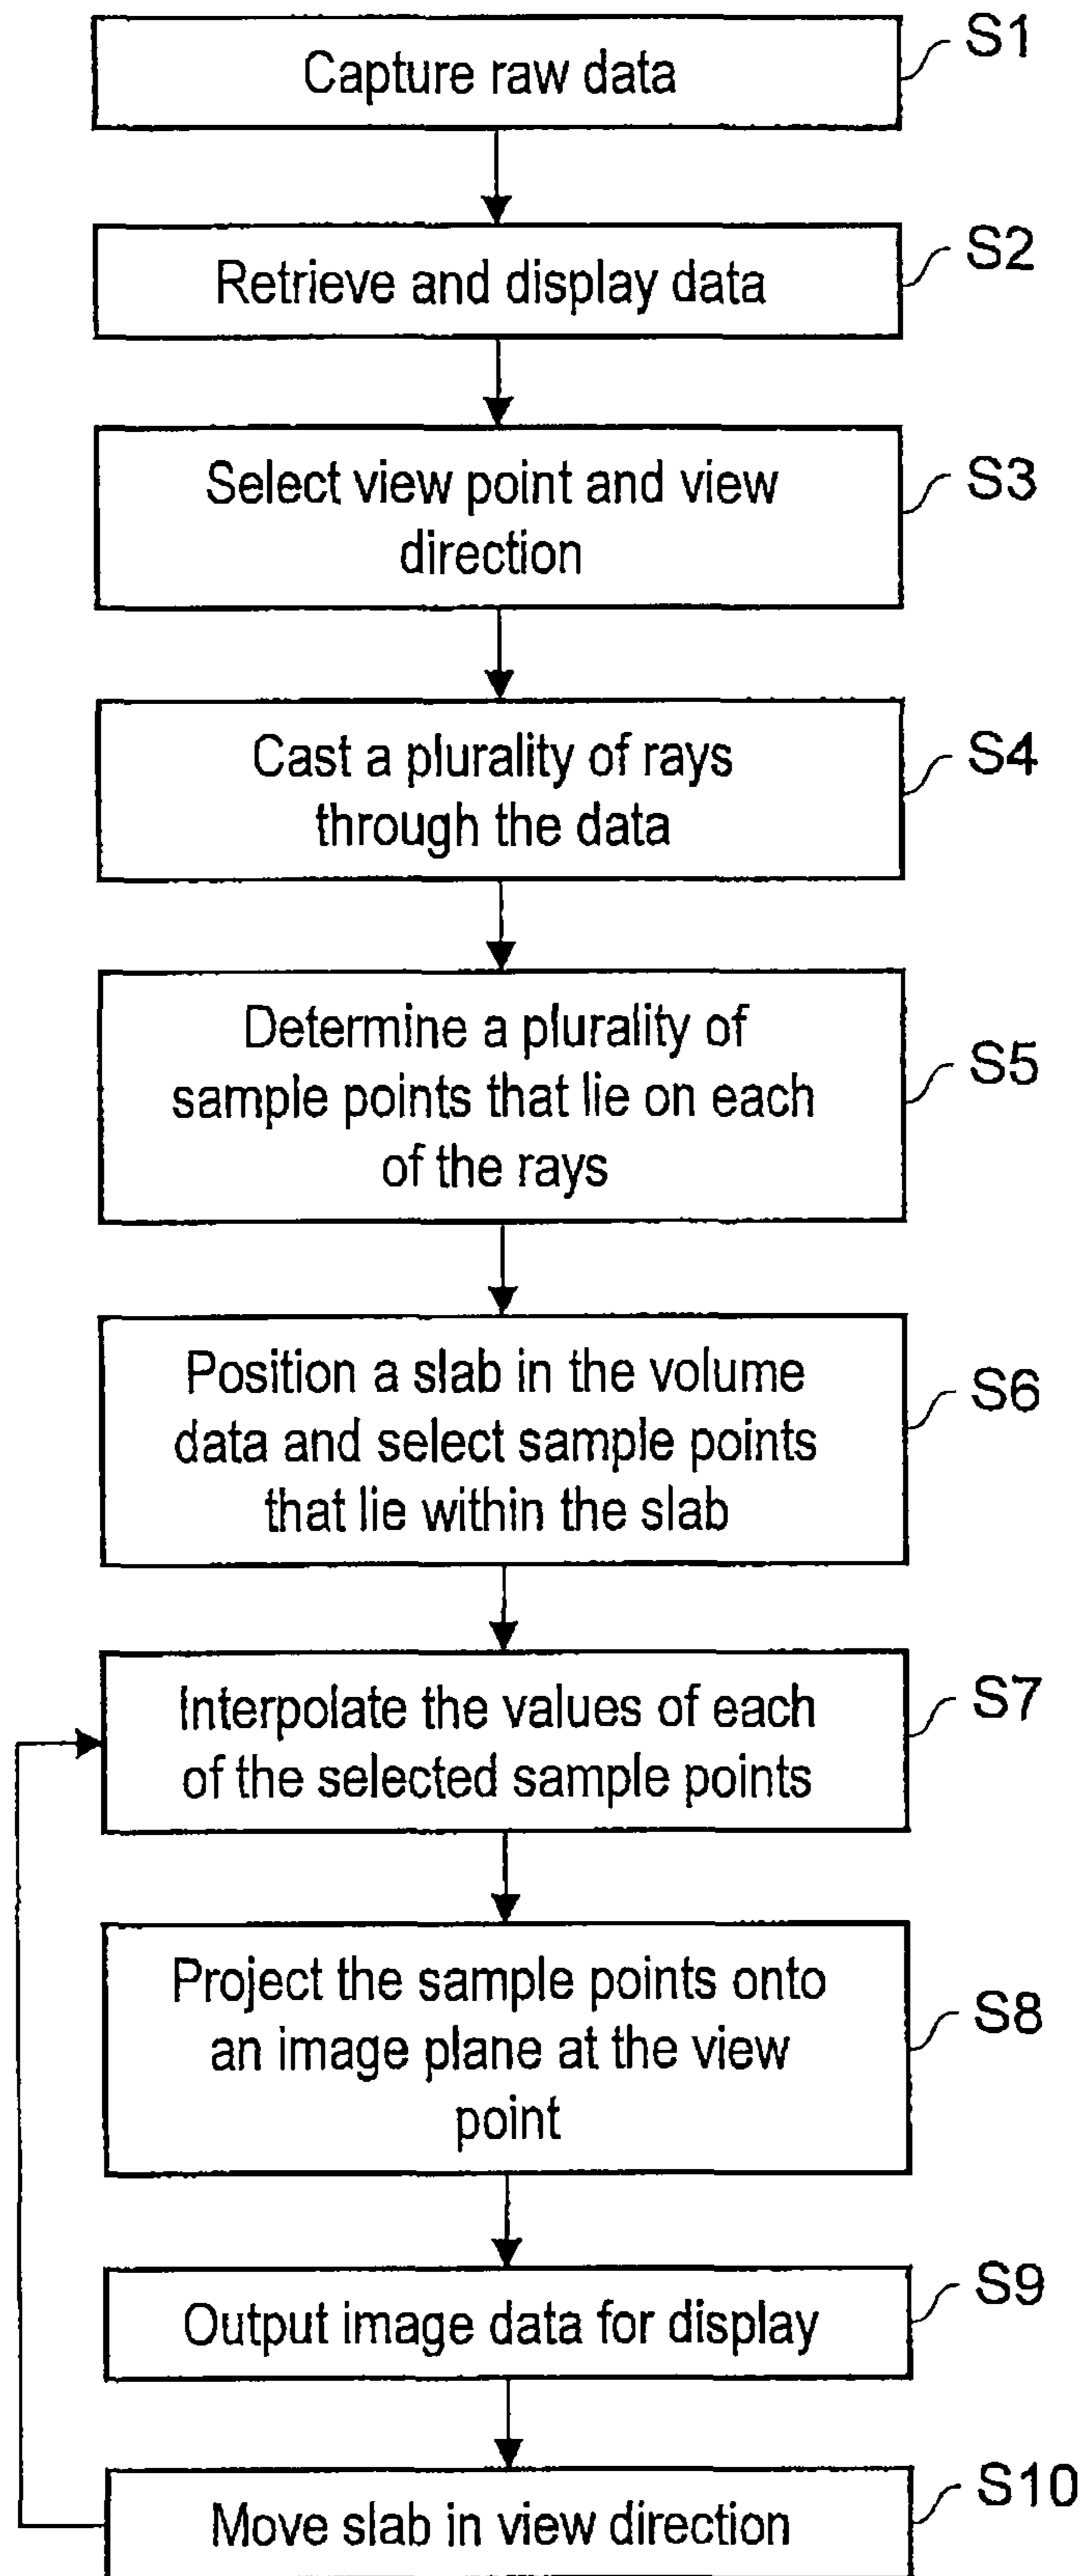 Capture raw data
S1
Retrieve and display data
S2
Select view point and view
direction
S3
Cast a plurality of rays
through the data
S4
Determine a plurality of
sample points that lie on each
of the rays
S5
Position a slab in the volume
data and select sample points
that lie within the slab
S6
Interpolate the values of each
of the selected sample points
S7
Project the sample points onto
an image plane at the view
point
S8
Output image data for display
S9
Move slab in view direction
S10